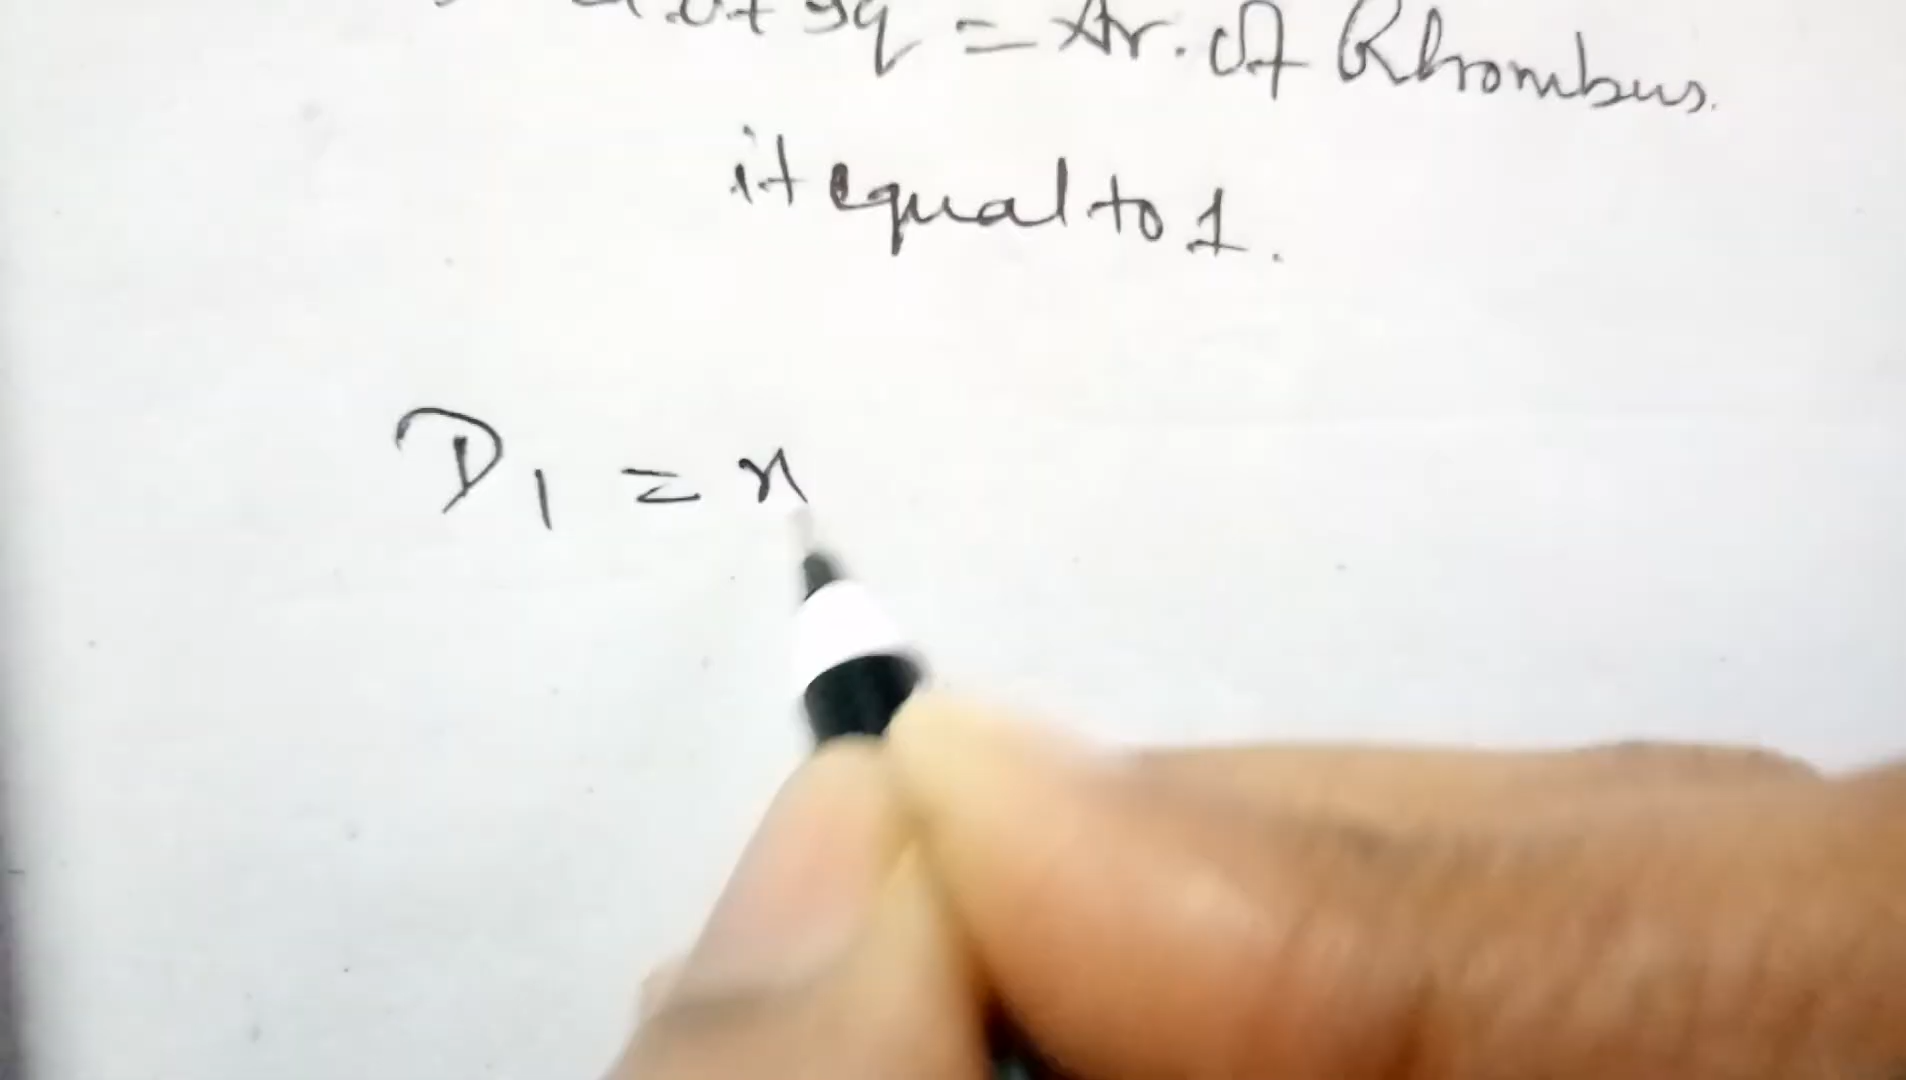 = Ar. of Rhombus.
it equal to 1.
D1 = x